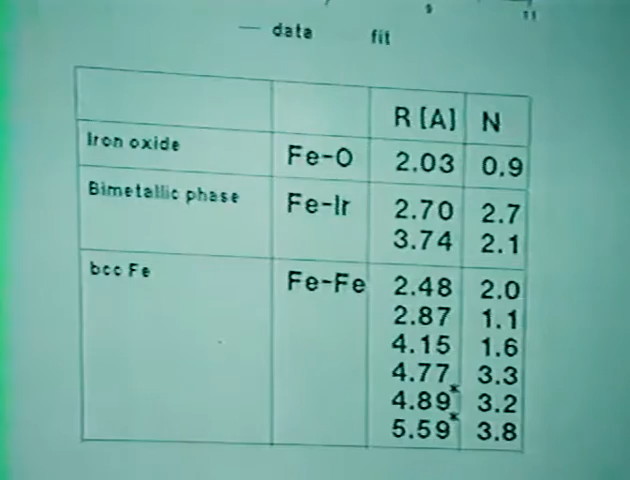 9 11
data fit
R [A] N
Iron oxide Fe-O 2.03 0.9
Bimetallic phase Fe-Ir 2.70 2.7
3.74 2.1
bcc Fe Fe-Fe 2.48 2.0
2.87 1.1
4.15 1.6
4.77 3.3
4.89* 3.2
5.59* 3.8